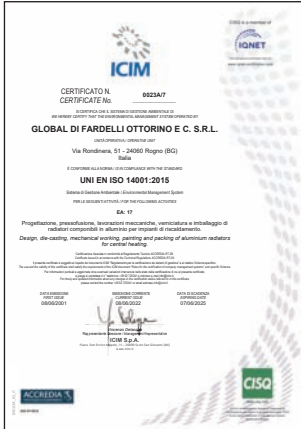 CISQ is a member of
IQNET
ICIM
CERTIFICATO N.
CERTIFICATE No.
0023A/7
SI CERTIFICA CHE IL SISTEMA DI GESTIONE AMBIENTALE DI
WE HEREBY CERTIFY THAT THE ENVIRONMENTAL MANAGEMENT SYSTEM OPERATED BY
GLOBAL DI FARDELLI OTTORINO E C. S.R.L.
UNITÀ OPERATIVA / OPERATIVE UNIT
Via Rondinera, 51 - 24060 Rogno (BG)
Italia
È CONFORME ALLA NORMA / IS IN COMPLIANCE WITH THE STANDARD
UNI EN ISO 14001:2015
Sistema di Gestione Ambientale / Environmental Management System
PER LE SEGUENTI ATTIVITÀ / FOR THE FOLLOWING ACTIVITIES
EA: 17
Progettazione, pressofusione, lavorazioni meccaniche, verniciatura e imballaggio di
radiatori componibili in alluminio per impianti di riscaldamento.
Design, die-casting, mechanical working, painting and packing of aluminium radiators
for central heating.
DATA EMISSIONE
FIRST ISSUE
08/06/2001
EMISSIONE CORRENTE
CURRENT ISSUE
08/06/2022
DATA DI SCADENZA
EXPIRING DATE
07/06/2025
Vincenzo Delacqua
Rappresentante Direzione / Management Representative
ICIM S.p.A.
ACCREDIA
CISQ